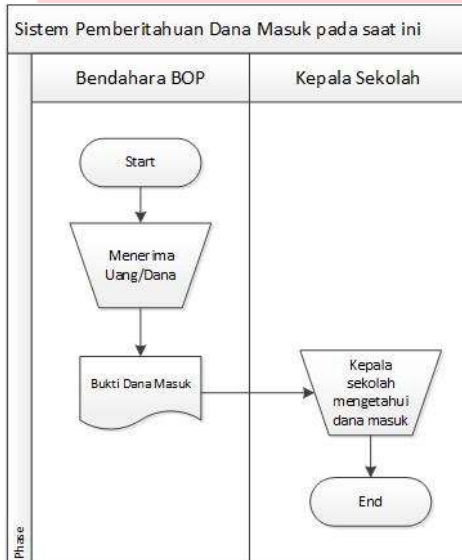 Sistem Pemberitahuan Dana Masuk pada saat ini
Bendahara BOP
Kepala Sekolah
Start
Menerima
Uang/Dana
Bukti Dana Masuk
Kepala
sekolah
mengetahui
dana masuk
End
Phase